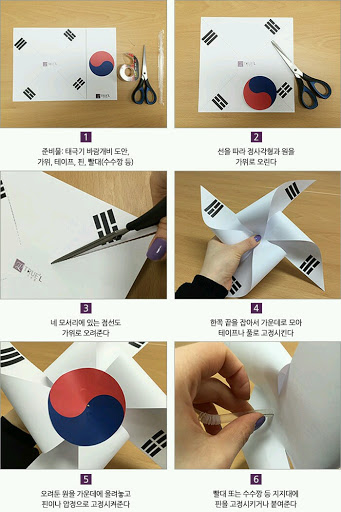 1
준비물: 태극기 바람개비 도안,
가위, 테이프, 핀, 빨대(수수깡 등)
2
선을 따라 정사각형과 원을
가위로 오린다
3
네 모서리에 있는 점선도
가위로 오려준다
4
한쪽 끝을 잡아서 가운데로 모아
테이프나 풀로 고정시킨다
5
오려둔 원을 가운데에 올려놓고
핀이나 압정으로 고정시켜준다
6
빨대 또는 수수깡 등 지지대에
핀을 고정시키거나 붙여준다